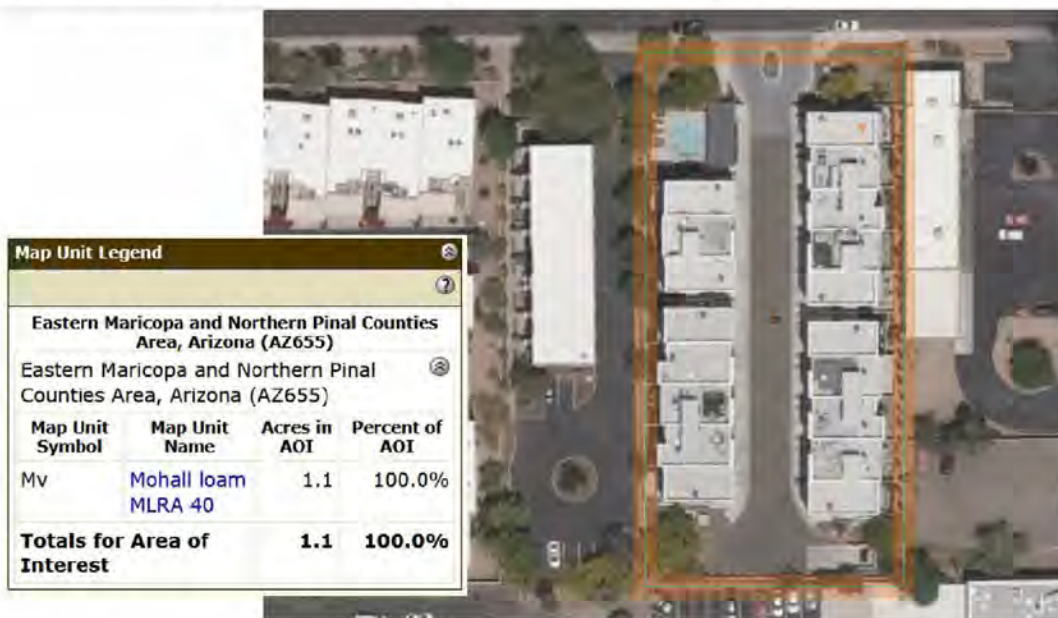 Map Unit Legend
Eastern Maricopa and Northern Pinal Counties
Area, Arizona (AZ655)
Eastern Maricopa and Northern Pinal
Counties Area, Arizona (AZ655)
Map Unit Symbol Map Unit Name Acres in AOI Percent of AOI
Mv Mohall loam MLRA 40 1.1 100.0%
Totals for Area of Interest 1.1 100.0%